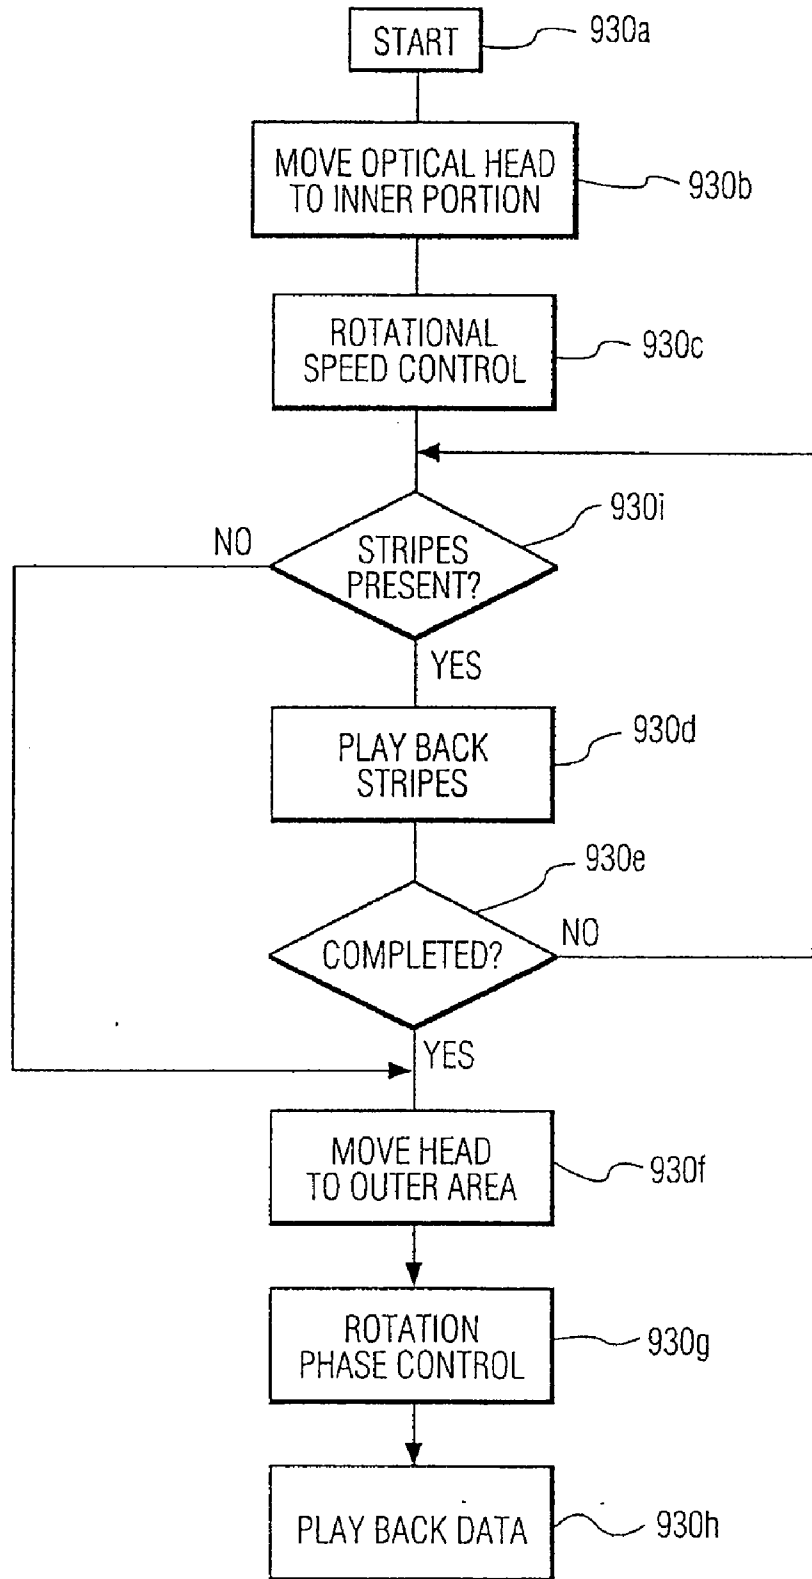 START
930a
MOVE OPTICAL HEAD
TO INNER PORTION
930b
ROTATIONAL
SPEED CONTROL
930c
930i
NO
STRIPES
PRESENT?
YES
PLAY BACK
STRIPES
930d
930e
COMPLETED?
NO
YES
MOVE HEAD
TO OUTER AREA
930f
ROTATION
PHASE CONTROL
930g
PLAY BACK DATA
930h